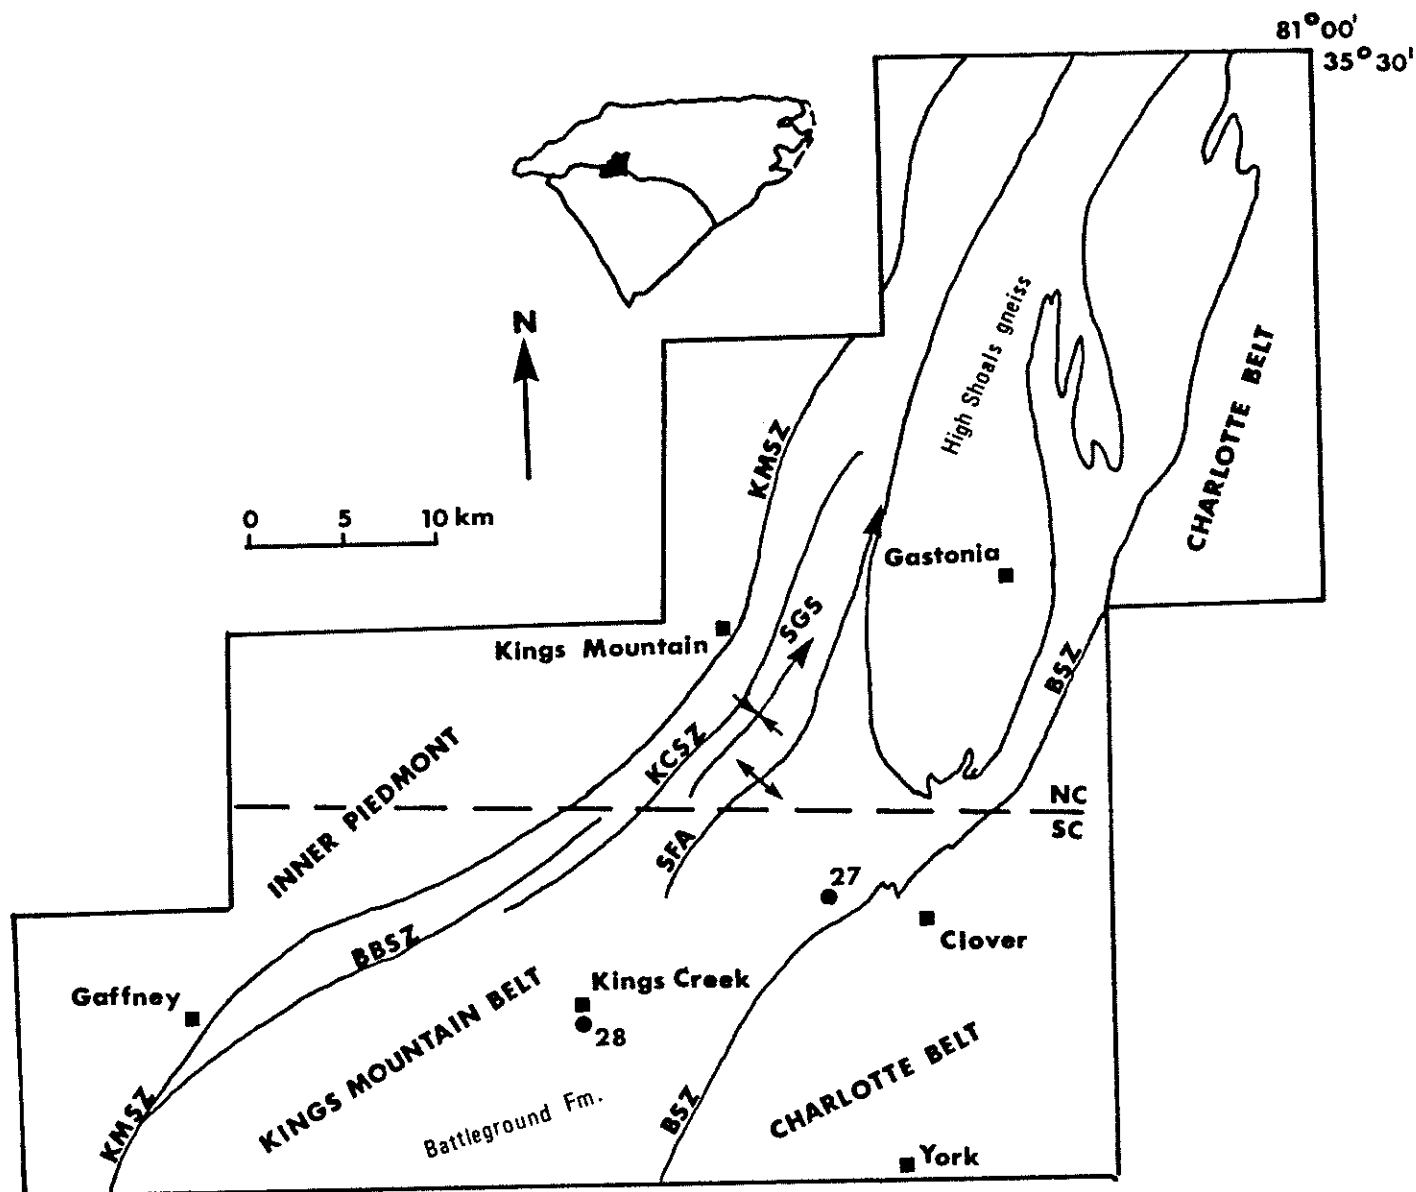 81°00'
35°30'
N
0 5 10 km
High Shoals gneiss
CHARLOTTE BELT
KMSZ
Gastonia
SGS
Kings Mountain
BSZ
KCSZ
INNER PIEDMONT
NC
SC
SFA
27
Clover
BBSZ
Gaffney
Kings Creek
28
KINGS MOUNTAIN BELT
CHARLOTTE BELT
KMSZ
Battleground Fm.
BSZ
York